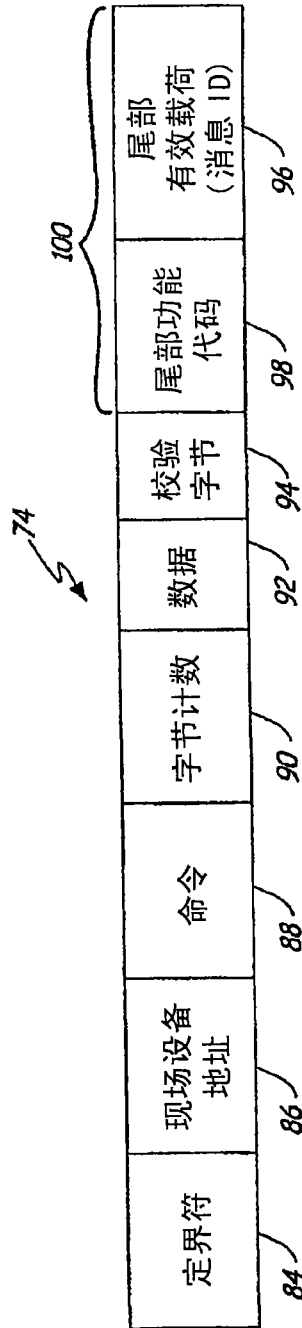 74
100
定界符
现场设备
地址
命令
字节计数
数据
校验
字节
尾部功能
代码
尾部
有效载荷
(消息 ID)
84
86
88
90
92
94
98
96